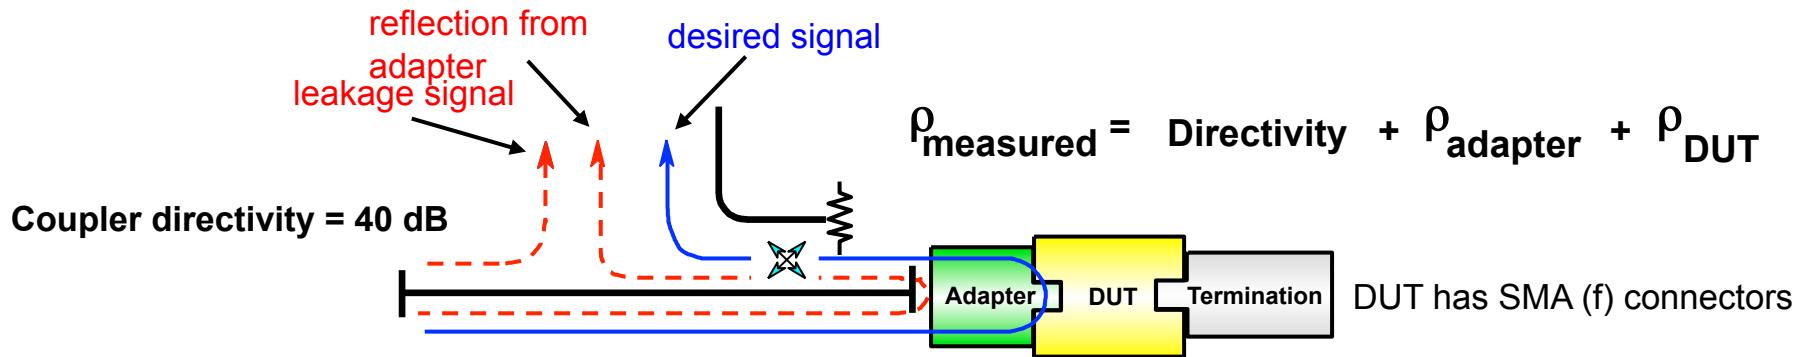 reflection from
adapter
leakage signal
desired signal
ρmeasured = Directivity + ρadapter + ρDUT
Coupler directivity = 40 dB
Adapter
DUT
Termination
DUT has SMA (f) connectors